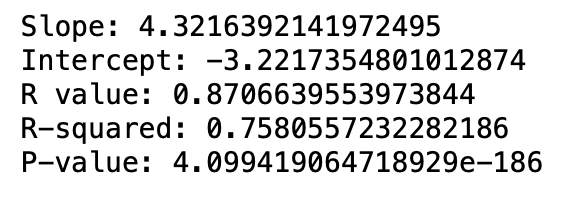 Slope: 4.3216392141972495
Intercept: -3.2217354801012874
R value: 0.8706639553973844
R-squared: 0.7580557232282186
P-value: 4.099419064718929e-186